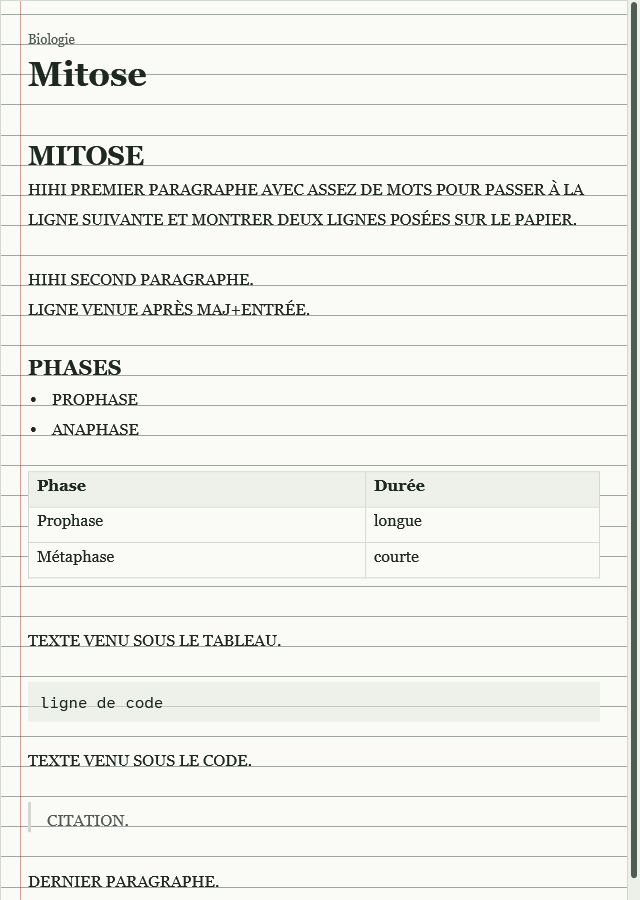 Biologie
Mitose
MITOSE
HIHI PREMIER PARAGRAPHE AVEC ASSEZ DE MOTS POUR PASSER À LA
LIGNE SUIVANTE ET MONTRER DEUX LIGNES POSÉES SUR LE PAPIER.
HIHI SECOND PARAGRAPHE.
LIGNE VENUE APRÈS MAJ+ENTRÉE.
PHASES
• PROPHASE
• ANAPHASE
Phase Durée
Prophase longue
Métaphase courte
TEXTE VENU SOUS LE TABLEAU.
ligne de code
TEXTE VENU SOUS LE CODE.
CITATION.
DERNIER PARAGRAPHE.